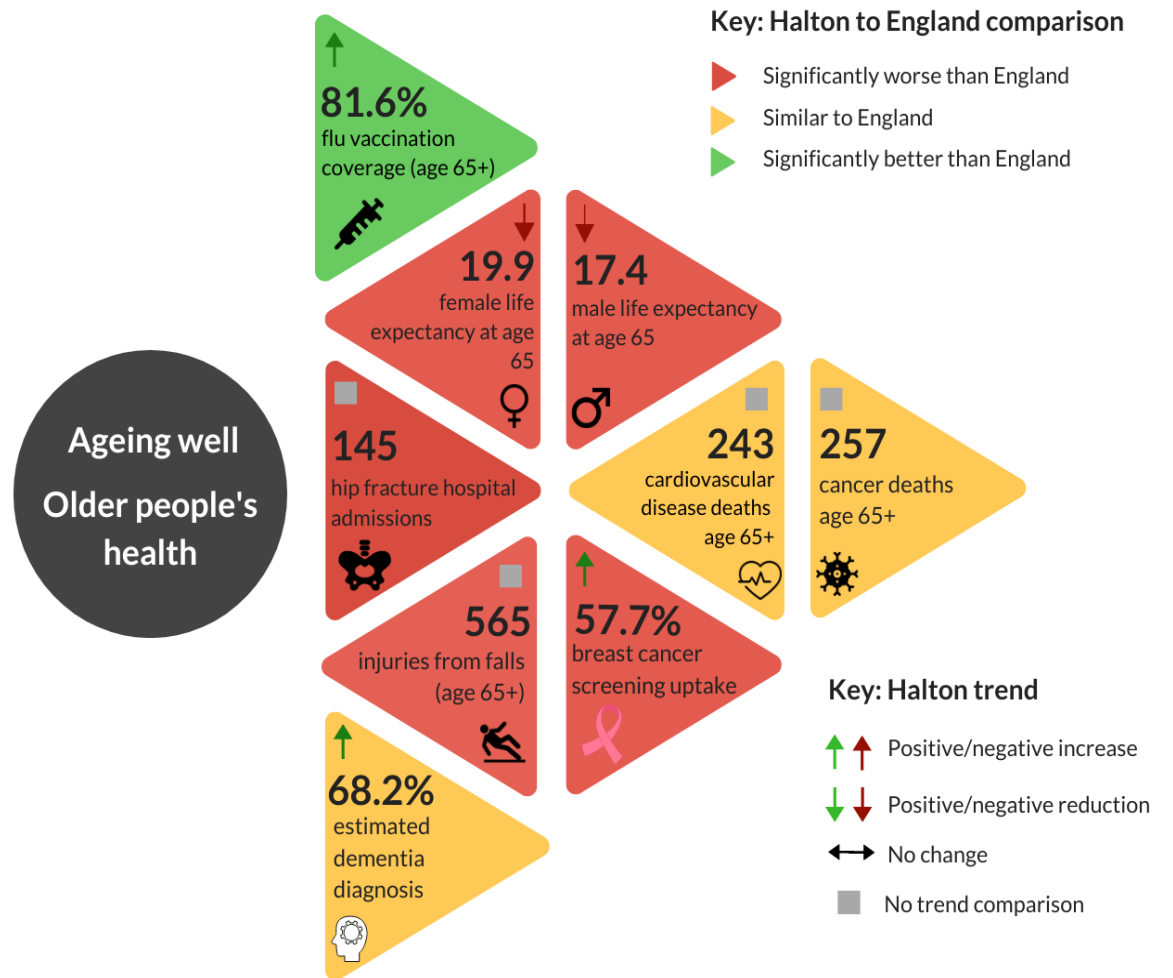 Key: Halton to England comparison
Significantly worse than England
Similar to England
Significantly better than England
81.6%
flu vaccination
coverage (age 65+)
19.9
female life
expectancy at age
65
17.4
male life expectancy
at age 65
Ageing well
Older people's
health
145
hip fracture hospital
admissions
243
cardiovascular
disease deaths
age 65+
257
cancer deaths
age 65+
565
injuries from falls
(age 65+)
57.7%
breast cancer
screening uptake
68.2%
estimated
dementia
diagnosis
Key: Halton trend
Positive/negative increase
Positive/negative reduction
No change
No trend comparison